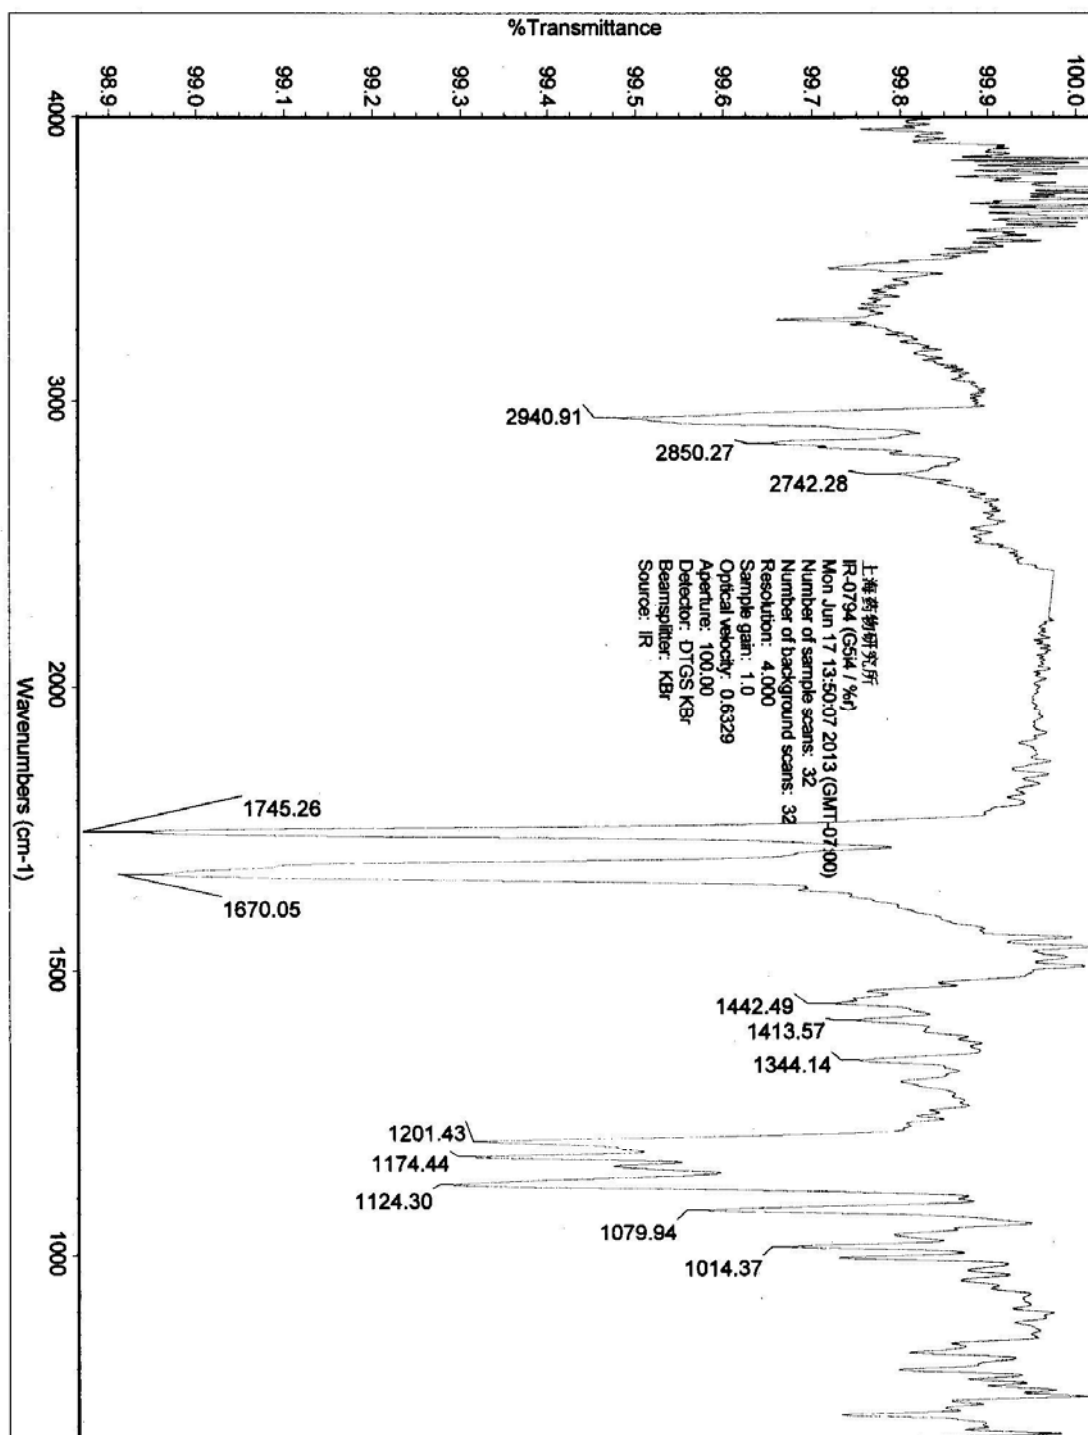 %Transmittance
98.9
99.0
99.1
99.2
99.3
99.4
99.5
99.6
99.7
99.8
99.9
100.0
4000
3000
2000
1500
1000
Wavenumbers (cm-1)
2940.91
2850.27
2742.28
1745.26
1670.05
1442.49
1413.57
1344.14
1201.43
1174.44
1124.30
1079.94
1014.37
上海药物研究所
IR-0794 (G5i4 / %r)
Mon Jun 17 13:50:07 2013 (GMT-07:00)
Number of sample scans: 32
Number of background scans: 32
Resolution: 4.000
Sample gain: 1.0
Optical velocity: 0.6329
Aperture: 100.00
Detector: DTGS KBr
Beamsplitter: KBr
Source: IR